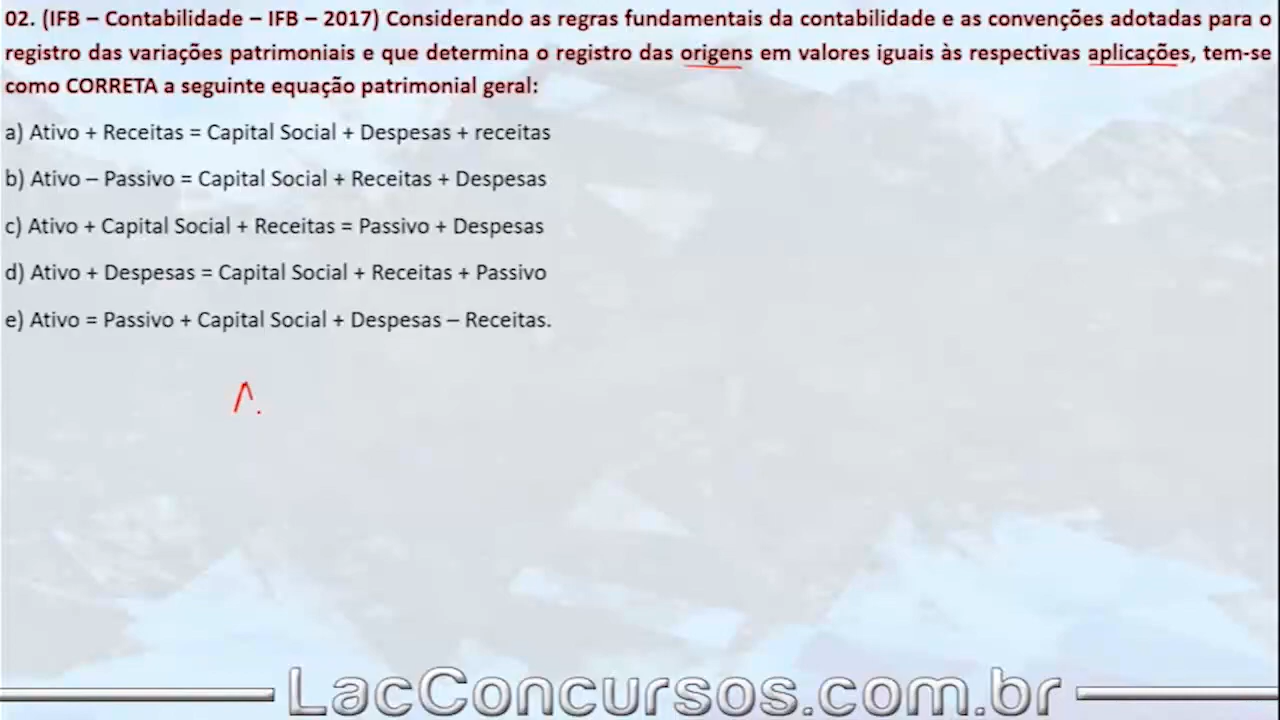 02. (IFB – Contabilidade – IFB – 2017) Considerando as regras fundamentais da contabilidade e as convenções adotadas para o
registro das variações patrimoniais e que determina o registro das origens em valores iguais às respectivas aplicações, tem-se
como CORRETA a seguinte equação patrimonial geral:
a) Ativo + Receitas = Capital Social + Despesas + receitas
b) Ativo – Passivo = Capital Social + Receitas + Despesas
c) Ativo + Capital Social + Receitas = Passivo + Despesas
d) Ativo + Despesas = Capital Social + Receitas + Passivo
e) Ativo = Passivo + Capital Social + Despesas – Receitas.
LacConcursos.com.br